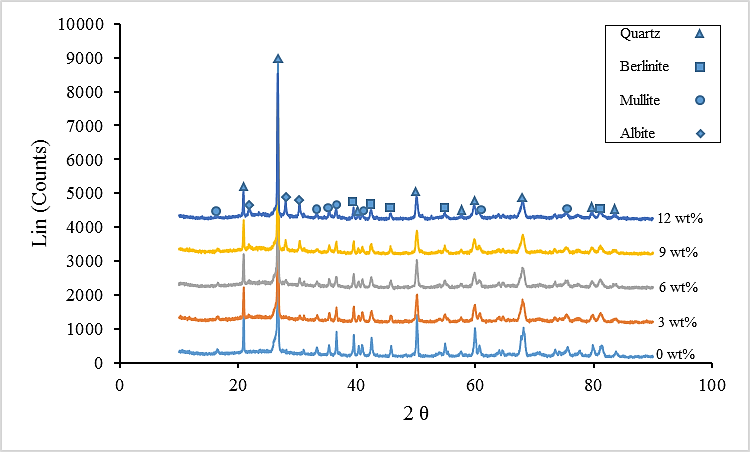 10000
9000
8000
7000
6000
5000
4000
3000
2000
1000
0
Lin (Counts)
0
20
40
60
80
100
2 θ
Quartz
Berlinite
Mullite
Albite
12 wt%
9 wt%
6 wt%
3 wt%
0 wt%